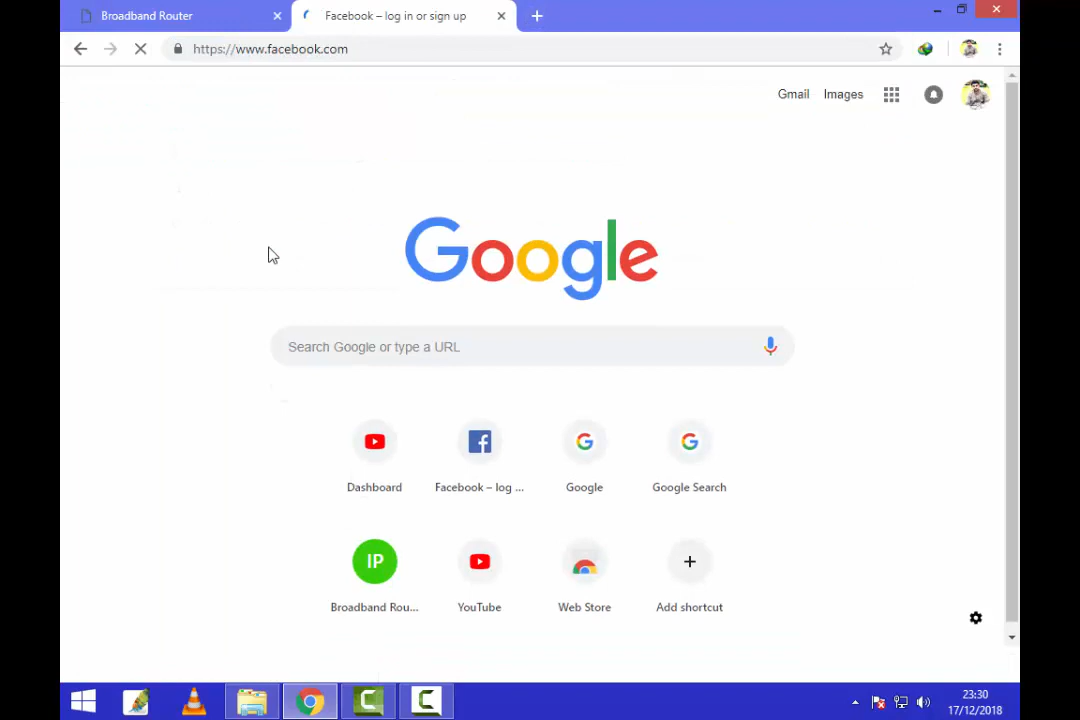 Broadband Router
Facebook – log in or sign up
https://www.facebook.com
Gmail Images
Google
Search Google or type a URL
Dashboard Facebook – log ... Google Google Search
IP
Broadband Rou... YouTube Web Store Add shortcut
23:30
17/12/2018